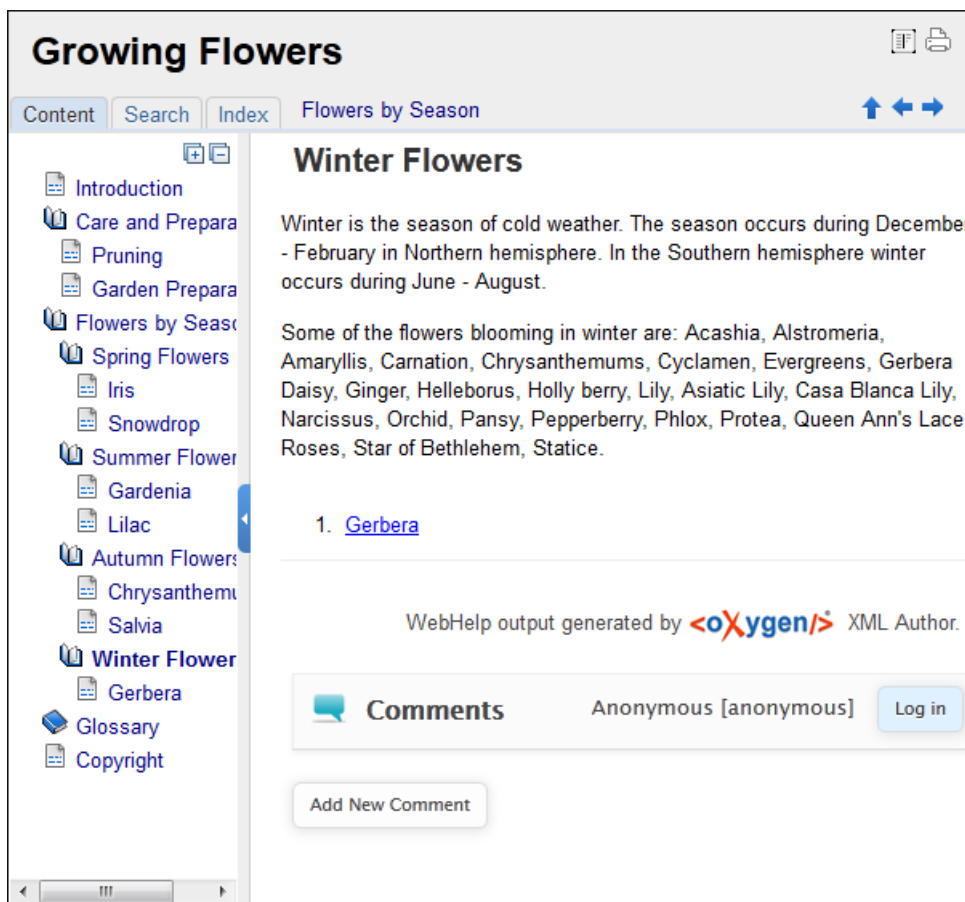 Growing Flowers
Content Search Index Flowers by Season
Introduction
Care and Prepara
Pruning
Garden Prepara
Flowers by Seaso
Spring Flowers
Iris
Snowdrop
Summer Flower
Gardenia
Lilac
Autumn Flowers
Chrysanthemu
Salvia
Winter Flower
Gerbera
Glossary
Copyright
Winter Flowers
Winter is the season of cold weather. The season occurs during December
- February in Northern hemisphere. In the Southern hemisphere winter
occurs during June - August.
Some of the flowers blooming in winter are: Acashia, Alstromeria,
Amaryllis, Carnation, Chrysanthemums, Cyclamen, Evergreens, Gerbera
Daisy, Ginger, Helleborus, Holly berry, Lily, Asiatic Lily, Casa Blanca Lily,
Narcissus, Orchid, Pansy, Pepperberry, Phlox, Protea, Queen Ann's Lace
Roses, Star of Bethlehem, Statice.
1. Gerbera
WebHelp output generated by <oXygen/> XML Author.
Comments Anonymous [anonymous] Log in
Add New Comment